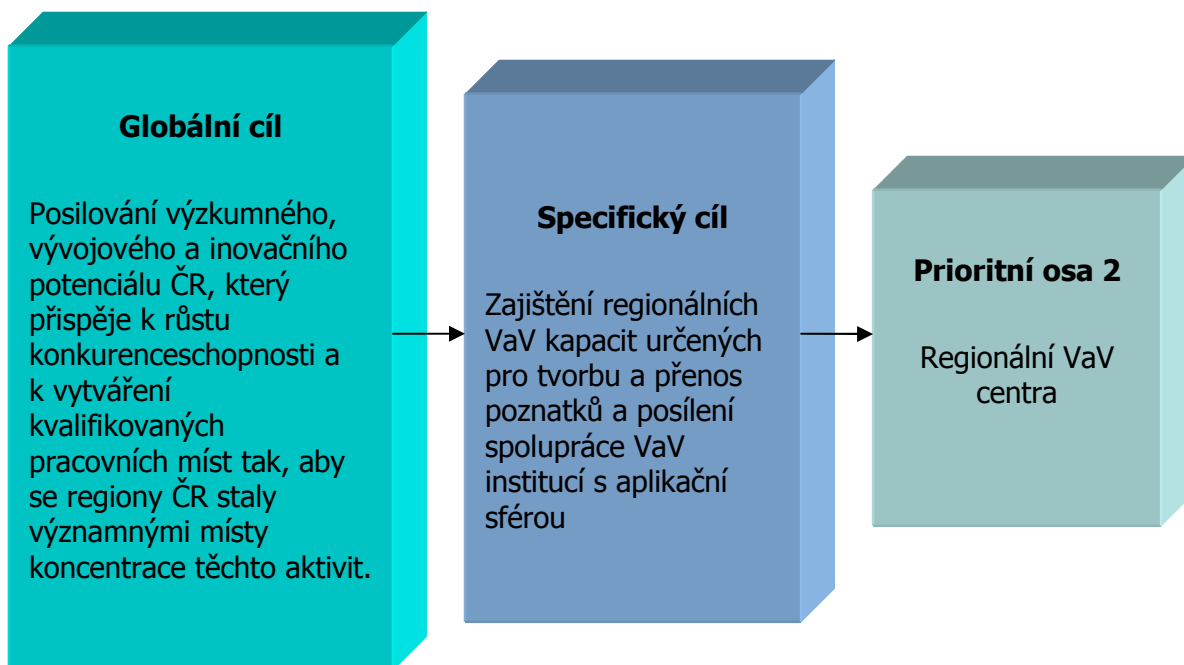 Globální cíl
Posilování výzkumného,
vývojového a inovačního
potenciálu ČR, který
přispěje k růstu
konkurenceschopnosti a
k vytváření
kvalifikovaných
pracovních míst tak, aby
se regiony ČR staly
významnými místy
koncentrace těchto aktivit.
Specifický cíl
Zajištění regionálních
VaV kapacit určených
pro tvorbu a přenos
poznatků a posílení
spolupráce VaV
institucí s aplikační
sférou
Prioritní osa 2
Regionální VaV
centra